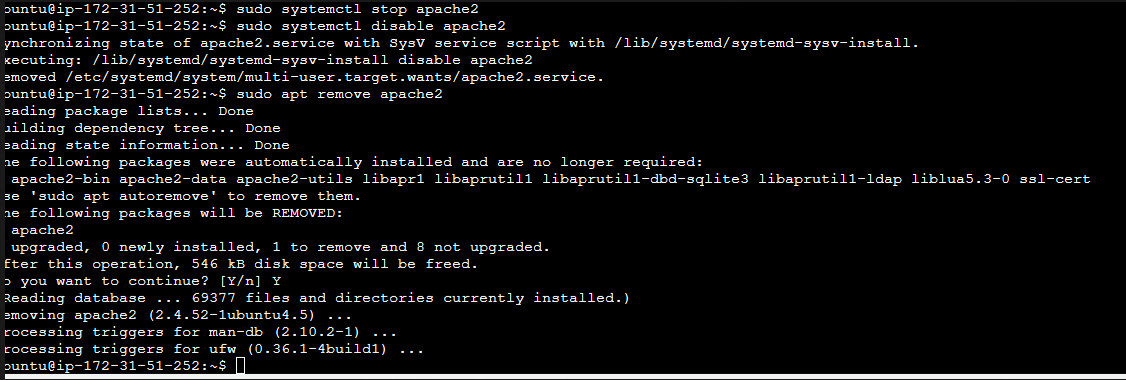 ubuntu@ip-172-31-51-252:~$ sudo systemctl stop apache2
ubuntu@ip-172-31-51-252:~$ sudo systemctl disable apache2
ynchronizing state of apache2.service with SysV service script with /lib/systemd/systemd-sysv-install.
xecuting: /lib/systemd/systemd-sysv-install disable apache2
emoved /etc/systemd/system/multi-user.target.wants/apache2.service.
ubuntu@ip-172-31-51-252:~$ sudo apt remove apache2
eading package lists... Done
uilding dependency tree... Done
eading state information... Done
he following packages were automatically installed and are no longer required:
apache2-bin apache2-data apache2-utils libapr1 libaprutil1 libaprutil1-dbd-sqlite3 libaprutil1-ldap liblua5.3-0 ssl-cert
se 'sudo apt autoremove' to remove them.
he following packages will be REMOVED:
apache2
upgraded, 0 newly installed, 1 to remove and 8 not upgraded.
fter this operation, 546 kB disk space will be freed.
o you want to continue? [Y/n] Y
Reading database ... 69377 files and directories currently installed.)
emoving apache2 (2.4.52-1ubuntu4.5) ...
rocessing triggers for man-db (2.10.2-1) ...
rocessing triggers for ufw (0.36.1-4build1) ...
ubuntu@ip-172-31-51-252:~$